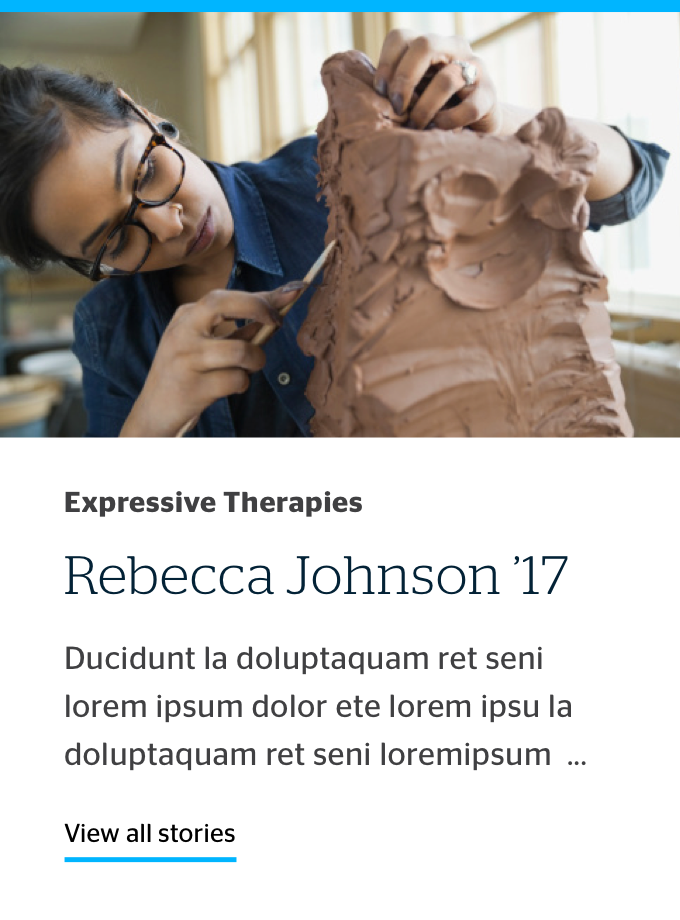 Expressive Therapies
Rebecca Johnson ’17
Ducidunt la doluptaquam ret seni
lorem ipsum dolor ete lorem ipsu la
doluptaquam ret seni loremipsum ...
View all stories